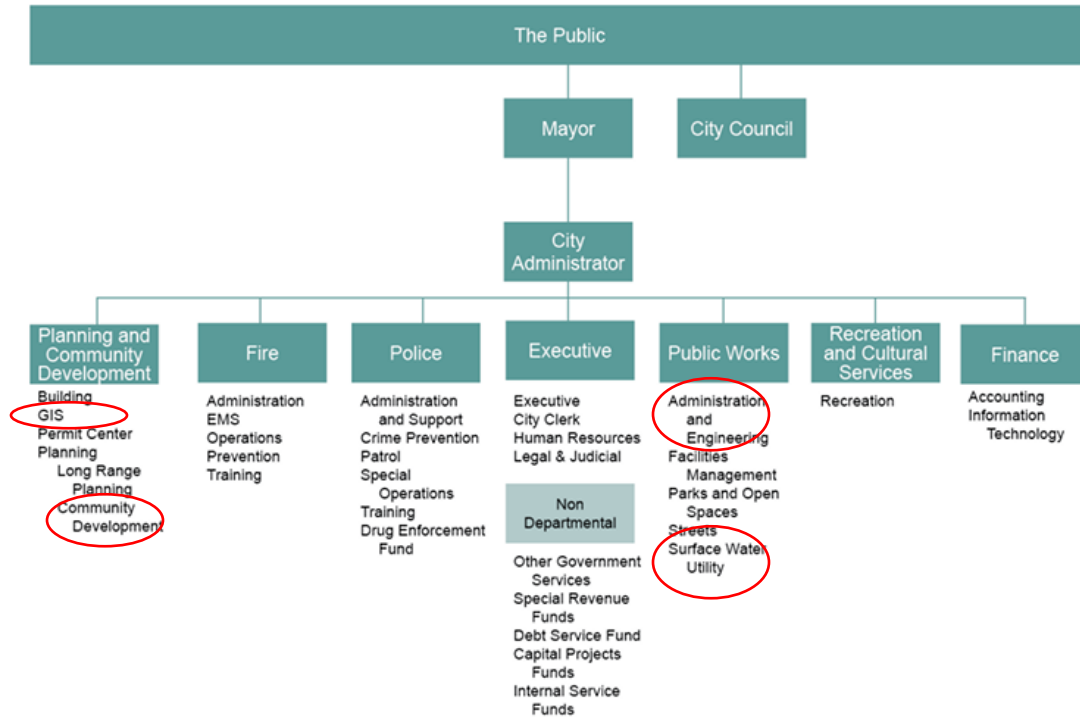 The Public
Mayor
City Council
City
Administrator
Planning and
Community
Development
Building
GIS
Permit Center
Planning
Long Range
Planning
Community
Development
Fire
Administration
EMS
Operations
Prevention
Training
Police
Administration
and Support
Crime Prevention
Patrol
Special
Operations
Training
Drug Enforcement
Fund
Executive
Executive
City Clerk
Human Resources
Legal & Judicial
Non
Departmental
Other Government
Services
Special Revenue
Funds
Debt Service Fund
Capital Projects
Funds
Internal Service
Funds
Public Works
Administration
and
Engineering
Facilities
Management
Parks and Open
Spaces
Streets
Surface Water
Utility
Recreation
and Cultural
Services
Recreation
Finance
Accounting
Information
Technology